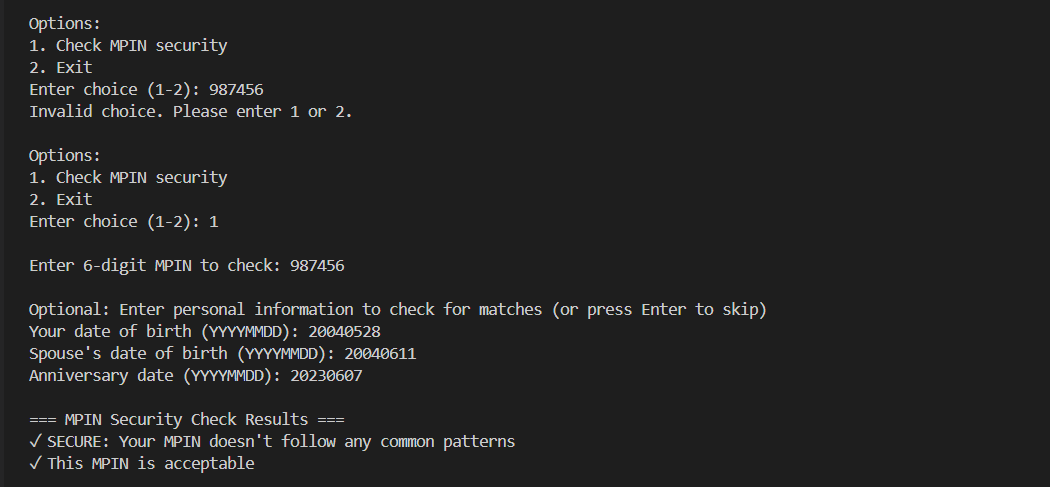 Options:
1. Check MPIN security
2. Exit
Enter choice (1-2): 987456
Invalid choice. Please enter 1 or 2.
Options:
1. Check MPIN security
2. Exit
Enter choice (1-2): 1
Enter 6-digit MPIN to check: 987456
Optional: Enter personal information to check for matches (or press Enter to skip)
Your date of birth (YYYYMMDD): 20040528
Spouse's date of birth (YYYYMMDD): 20040611
Anniversary date (YYYYMMDD): 20230607
=== MPIN Security Check Results ===
✓ SECURE: Your MPIN doesn't follow any common patterns
✓ This MPIN is acceptable